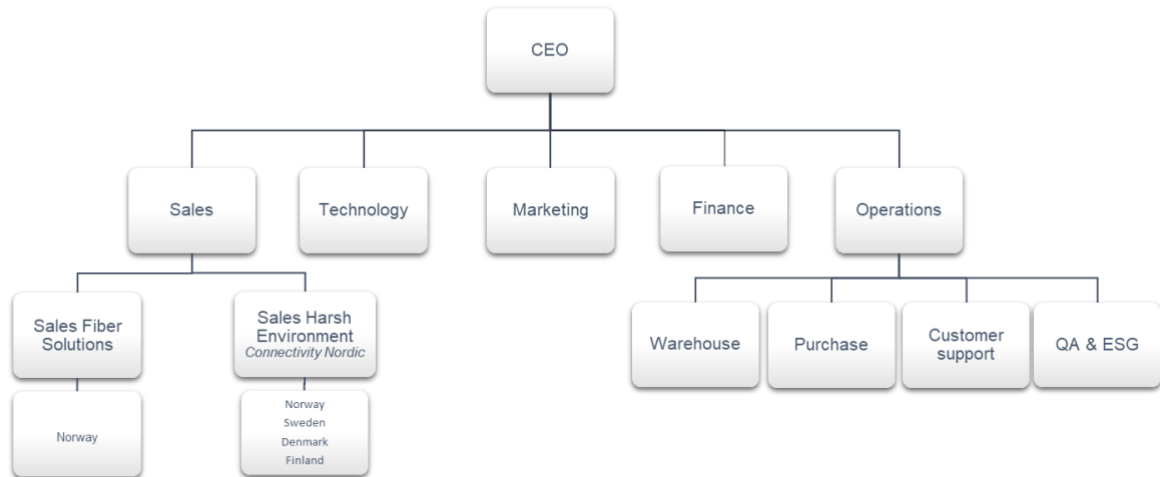 CEO
Sales
Technology
Marketing
Finance
Operations
Sales Fiber
Solutions
Sales Harsh
Environment
Connectivity Nordic
Warehouse
Purchase
Customer
support
QA & ESG
Norway
Norway
Sweden
Denmark
Finland